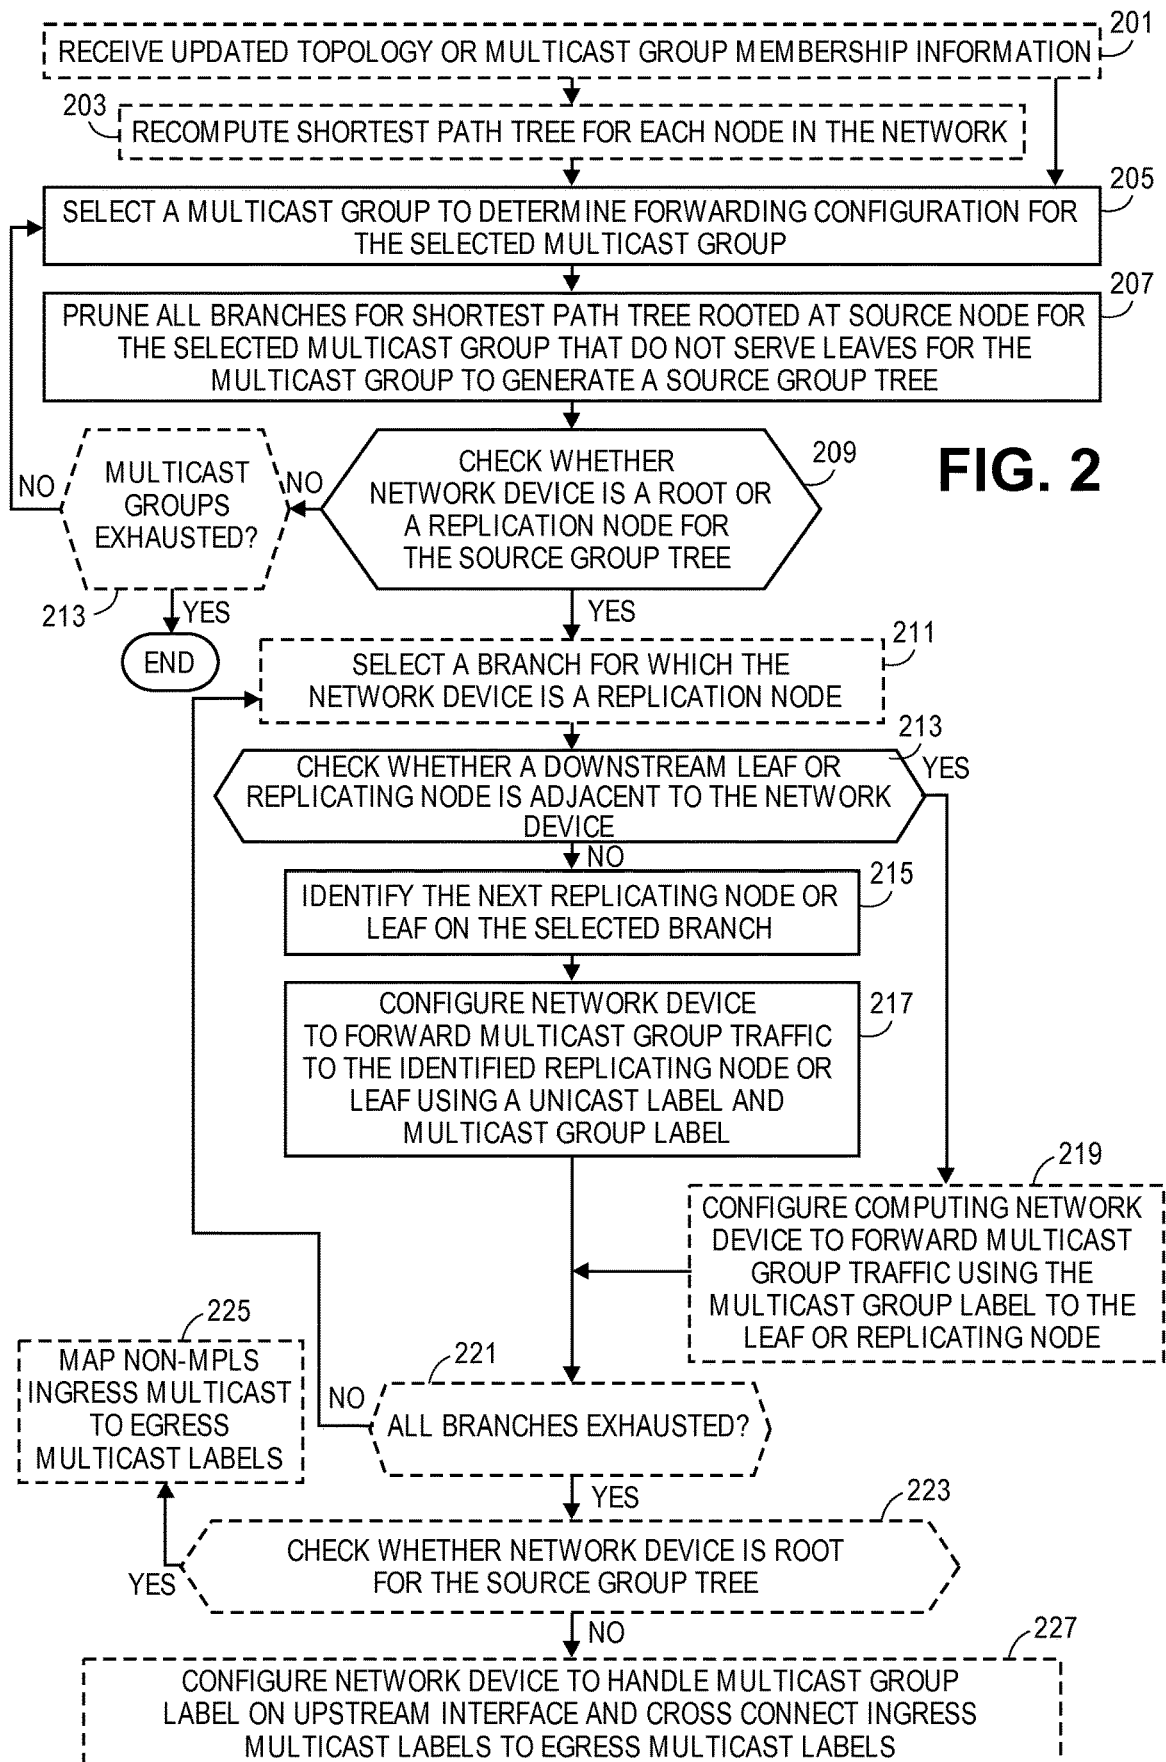 201
RECEIVE UPDATED TOPOLOGY OR MULTICAST GROUP MEMBERSHIP INFORMATION
203
RECOMPUTE SHORTEST PATH TREE FOR EACH NODE IN THE NETWORK
205
SELECT A MULTICAST GROUP TO DETERMINE FORWARDING CONFIGURATION FOR
THE SELECTED MULTICAST GROUP
207
PRUNE ALL BRANCHES FOR SHORTEST PATH TREE ROOTED AT SOURCE NODE FOR
THE SELECTED MULTICAST GROUP THAT DO NOT SERVE LEAVES FOR THE
MULTICAST GROUP TO GENERATE A SOURCE GROUP TREE
FIG. 2
209
CHECK WHETHER
NETWORK DEVICE IS A ROOT OR
A REPLICATION NODE FOR
THE SOURCE GROUP TREE
NO
MULTICAST
GROUPS
EXHAUSTED?
NO
213
YES
END
YES
211
SELECT A BRANCH FOR WHICH THE
NETWORK DEVICE IS A REPLICATION NODE
213
CHECK WHETHER A DOWNSTREAM LEAF OR
REPLICATING NODE IS ADJACENT TO THE NETWORK
DEVICE
YES
NO
215
IDENTIFY THE NEXT REPLICATING NODE OR
LEAF ON THE SELECTED BRANCH
217
CONFIGURE NETWORK DEVICE
TO FORWARD MULTICAST GROUP TRAFFIC
TO THE IDENTIFIED REPLICATING NODE OR
LEAF USING A UNICAST LABEL AND
MULTICAST GROUP LABEL
219
CONFIGURE COMPUTING NETWORK
DEVICE TO FORWARD MULTICAST
GROUP TRAFFIC USING THE
MULTICAST GROUP LABEL TO THE
LEAF OR REPLICATING NODE
221
ALL BRANCHES EXHAUSTED?
NO
YES
225
MAP NON-MPLS
INGRESS MULTICAST
TO EGRESS
MULTICAST LABELS
223
CHECK WHETHER NETWORK DEVICE IS ROOT
FOR THE SOURCE GROUP TREE
YES
NO
227
CONFIGURE NETWORK DEVICE TO HANDLE MULTICAST GROUP
LABEL ON UPSTREAM INTERFACE AND CROSS CONNECT INGRESS
MULTICAST LABELS TO EGRESS MULTICAST LABELS